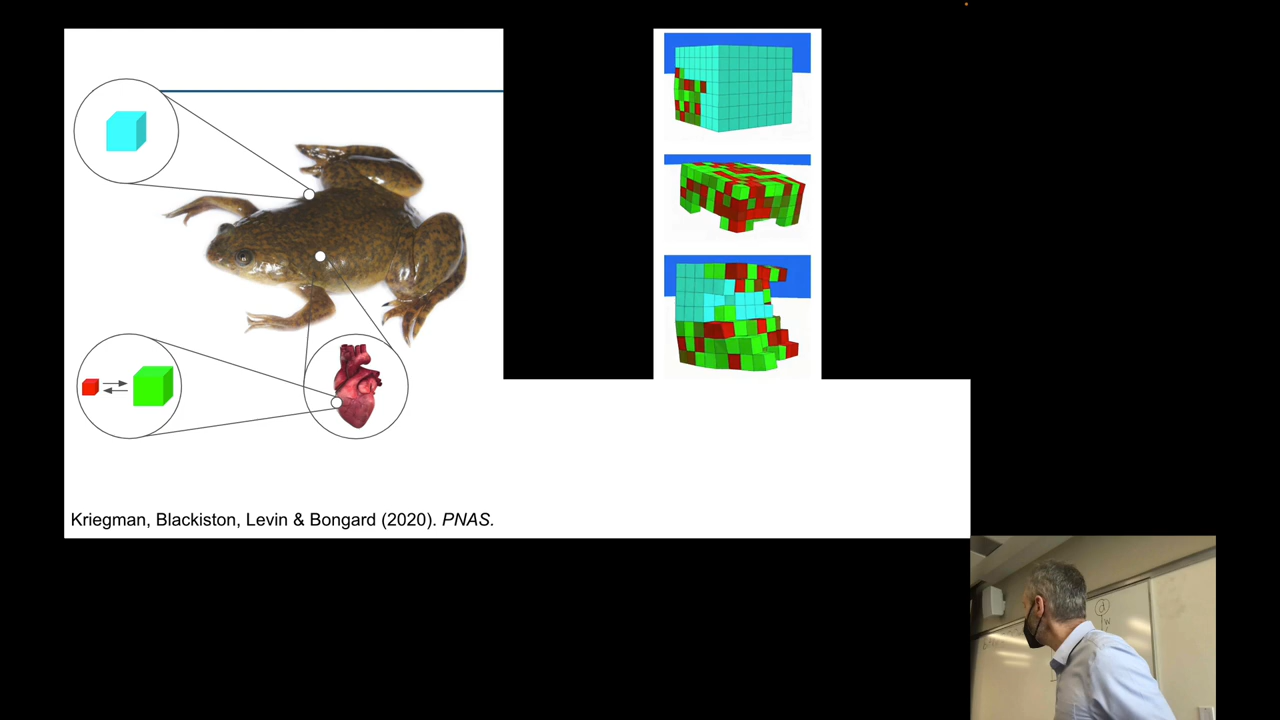 Kriegman, Blackiston, Levin & Bongard (2020). PNAS.
d
w